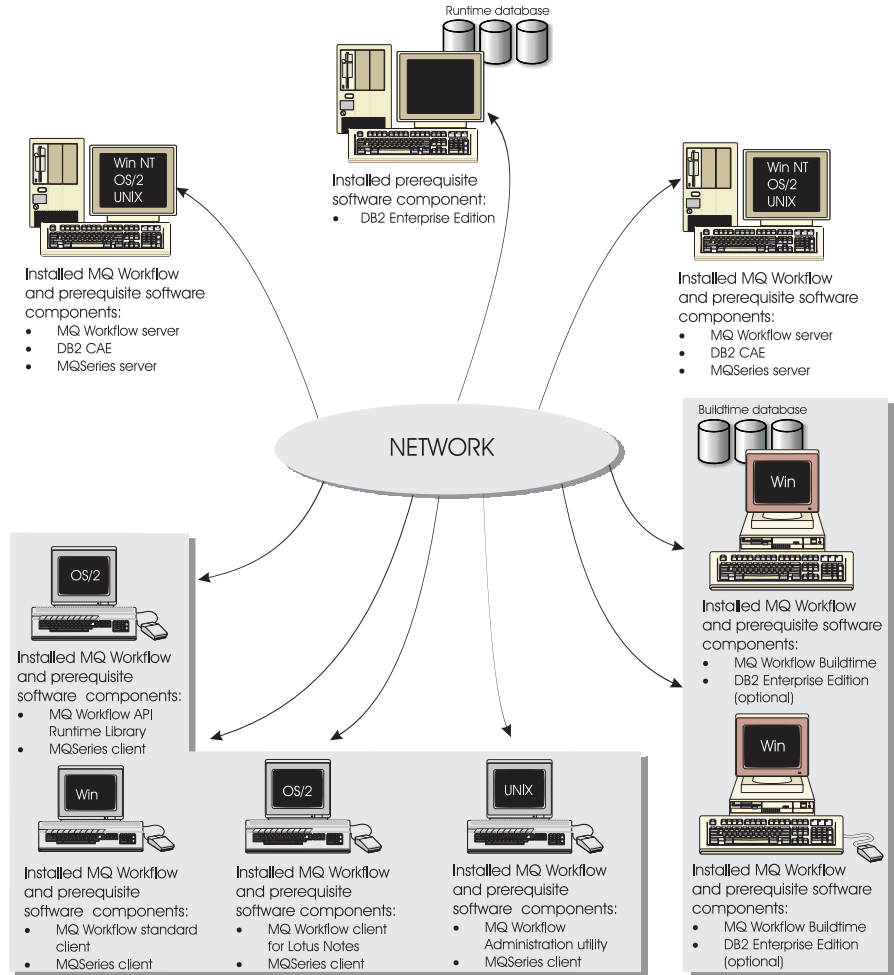 Runtime database
Installed prerequisite
software component:
• DB2 Enterprise Edition
Win NT
OS/2
UNIX
Installed MQ Workflow
and prerequisite software
components:
• MQ Workflow server
• DB2 CAE
• MQSeries server
Win NT
OS/2
UNIX
Installed MQ Workflow
and prerequisite software
components:
• MQ Workflow server
• DB2 CAE
• MQSeries server
NETWORK
Buildtime database
Win
Installed MQ Workflow
and prerequisite software
components:
• MQ Workflow Buildtime
• DB2 Enterprise Edition
(optional)
Win
Installed MQ Workflow
and prerequisite software
components:
• MQ Workflow Buildtime
• DB2 Enterprise Edition
(optional)
OS/2
Installed MQ Workflow
and prerequisite
software components:
• MQ Workflow API
Runtime Library
• MQSeries client
Win
Installed MQ Workflow
and prerequisite
software components:
• MQ Workflow standard
client
• MQSeries client
OS/2
Installed MQ Workflow
and prerequisite
software components:
• MQ Workflow client
for Lotus Notes
• MQSeries client
UNIX
Installed MQ Workflow
and prerequisite
software components:
• MQ Workflow
Administration utility
• MQSeries client